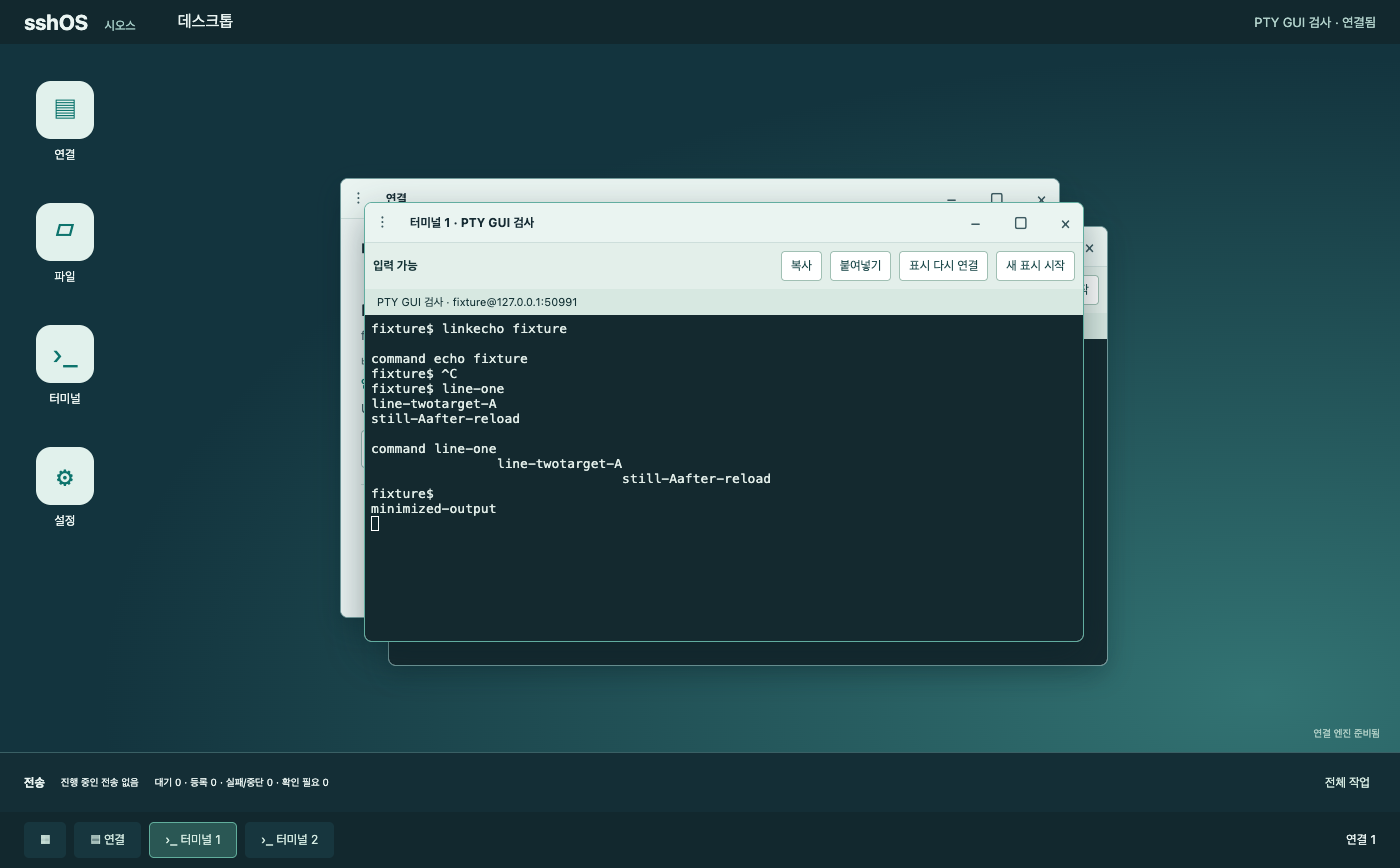 sshOS 시오스 데스크톱 PTY GUI 검사 · 연결됨
연결
파일
›_
터미널
설정
연결
터미널 1 · PTY GUI 검사
입력 가능 복사 붙여넣기 표시 다시 연결 새 표시 시작
PTY GUI 검사 · fixture@127.0.0.1:50991
fixture$ linkecho fixture
command echo fixture
fixture$ ^C
fixture$ line-one
line-twotarget-A
still-Aafter-reload
command line-one
line-twotarget-A
still-Aafter-reload
fixture$
minimized-output
연결 엔진 준비됨
전송 진행 중인 전송 없음 대기 0 · 등록 0 · 실패/중단 0 · 확인 필요 0 전체 작업
연결 ›_ 터미널 1 ›_ 터미널 2 연결 1